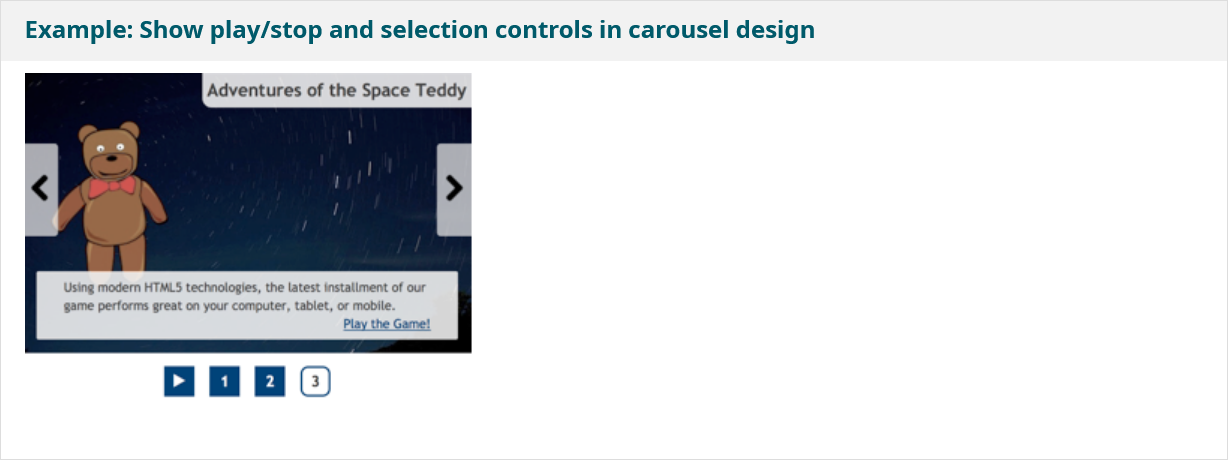 Example: Show play/stop and selection controls in carousel design
Adventures of the Space Teddy
Using modern HTML5 technologies, the latest installment of our
game performs great on your computer, tablet, or mobile.
Play the Game!
1 2 3